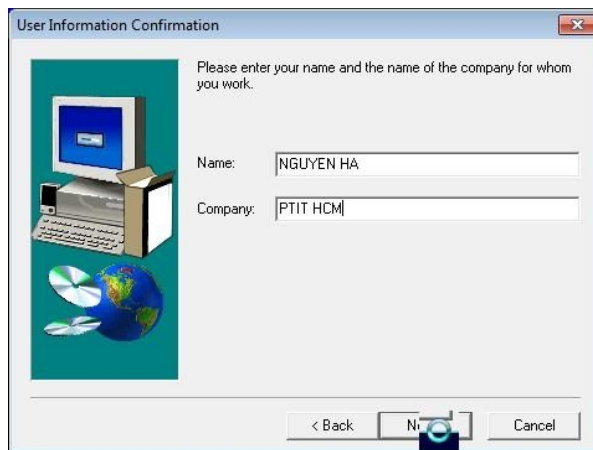 User Information Confirmation
Please enter your name and the name of the company for whom
you work.
Name:
NGUYEN HA
Company:
PTIT HCM
< Back
Cancel